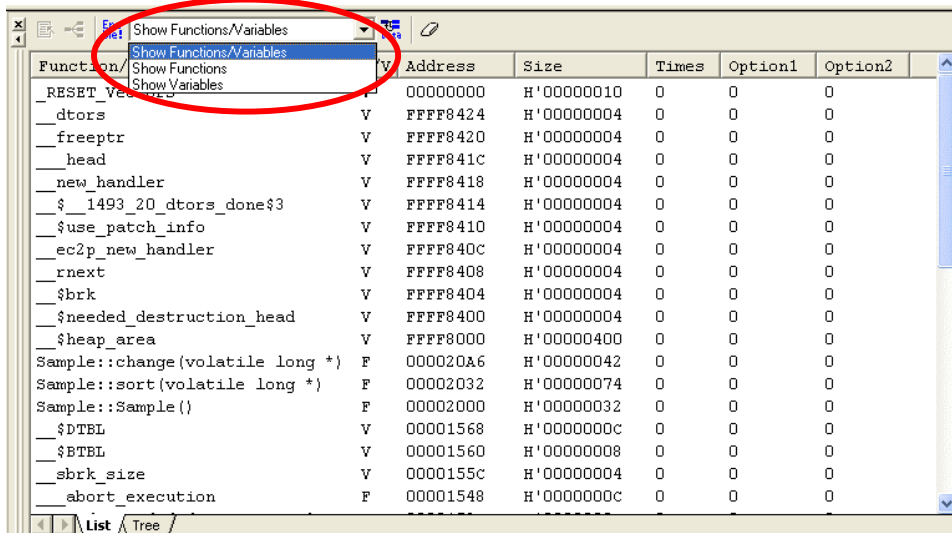 Show Functions/Variables
Show Functions/Variables
Show Functions
Show Variables
Function/ /V Address Size Times Option1 Option2
_RESET_Vectors 00000000 H'00000010 0 0 0
__dtors V FFFF8424 H'00000004 0 0 0
__freeptr V FFFF8420 H'00000004 0 0 0
___head V FFFF841C H'00000004 0 0 0
__new_handler V FFFF8418 H'00000004 0 0 0
__$__1493_20_dtors_done$3 V FFFF8414 H'00000004 0 0 0
__$use_patch_info V FFFF8410 H'00000004 0 0 0
__ec2p_new_handler V FFFF840C H'00000004 0 0 0
__rnext V FFFF8408 H'00000004 0 0 0
__$brk V FFFF8404 H'00000004 0 0 0
__$needed_destruction_head V FFFF8400 H'00000004 0 0 0
__$heap_area V FFFF8000 H'00000400 0 0 0
Sample::change(volatile long *) F 000020A6 H'00000042 0 0 0
Sample::sort(volatile long *) F 00002032 H'00000074 0 0 0
Sample::Sample() F 00002000 H'00000032 0 0 0
__$DTBL V 00001568 H'0000000C 0 0 0
__$BTBL V 00001560 H'00000008 0 0 0
__sbrk_size V 0000155C H'00000004 0 0 0
___abort_execution F 00001548 H'0000000C 0 0 0
List Tree